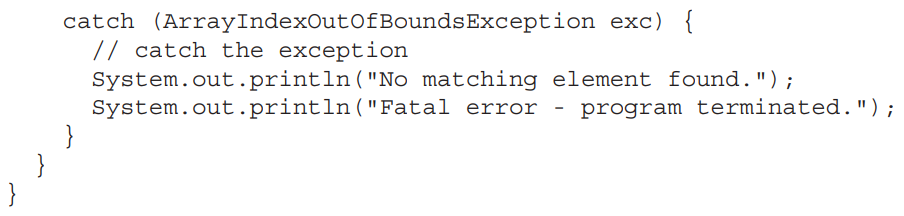 catch (ArrayIndexOutOfBoundsException exc) {
// catch the exception
System.out.println("No matching element found.");
System.out.println("Fatal error - program terminated.");
}
}
}